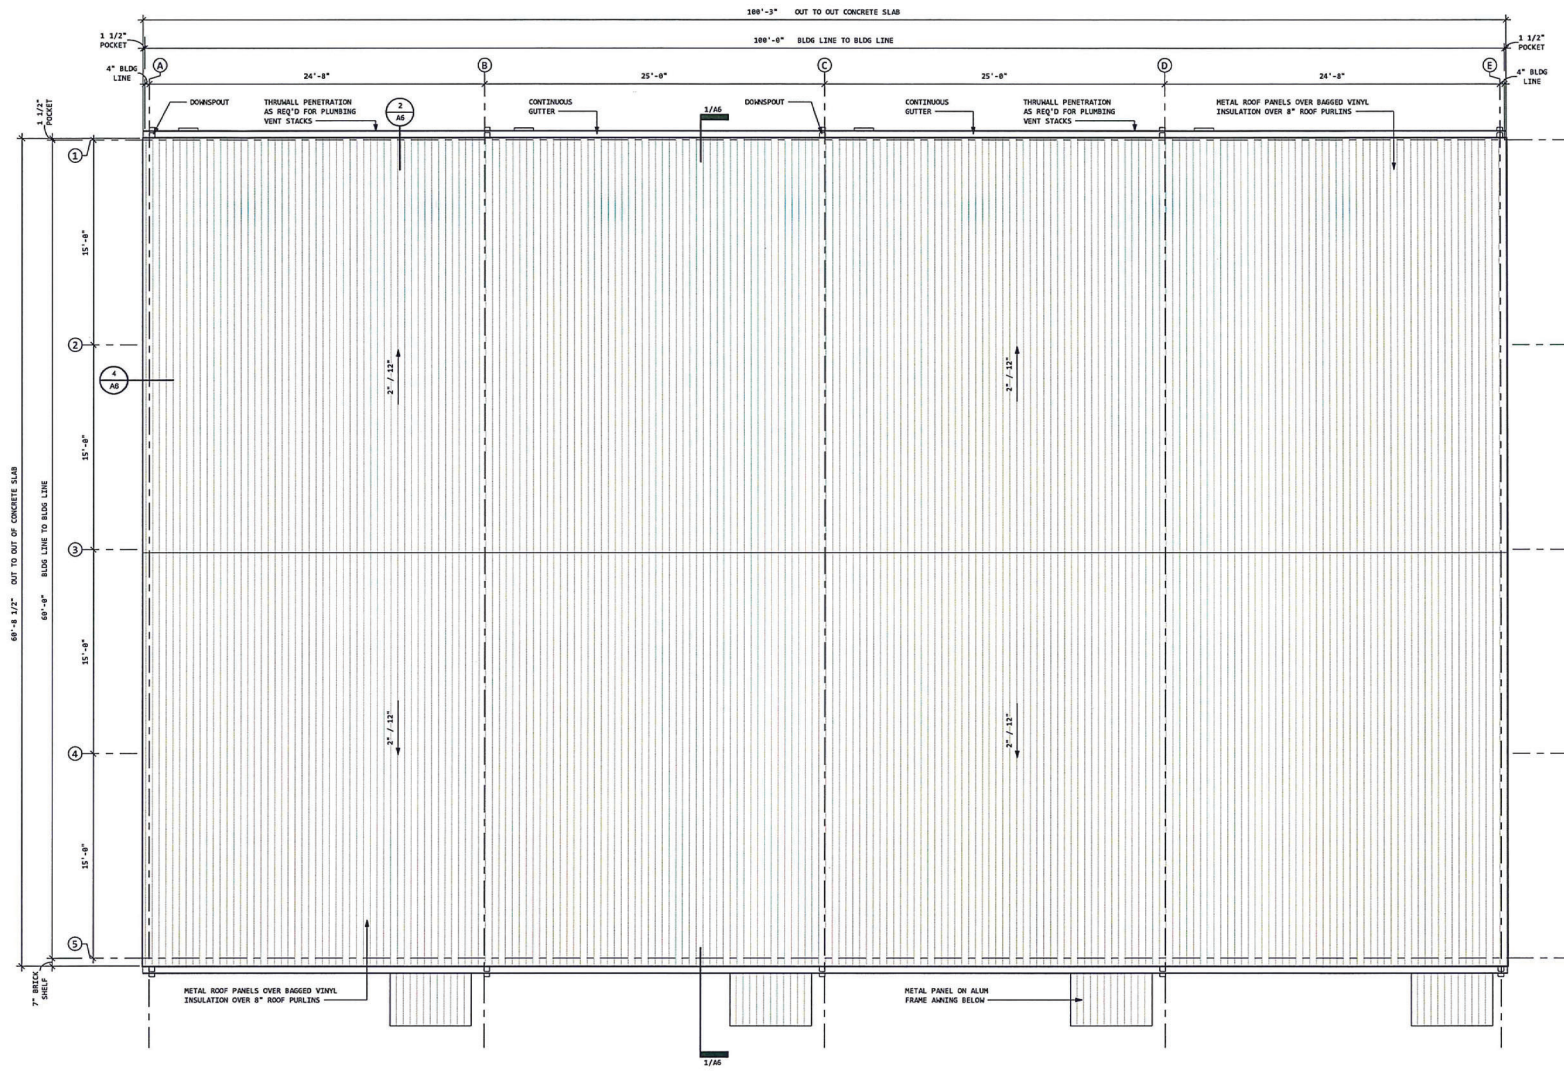 100'-3" OUT TO OUT CONCRETE SLAB
1 1/2"
POCKET
100'-0" BLDG LINE TO BLDG LINE
1 1/2"
POCKET
4" BLDG
LINE
A
B
C
D
E
4" BLDG
LINE
24'-8"
25'-0"
25'-0"
24'-8"
1 1/2"
POCKET
DOWNSPOUT
THRUWALL PENETRATION
AS REQ'D FOR PLUMBING
VENT STACKS
2
A6
CONTINUOUS
GUTTER
1/A6
DOWNSPOUT
CONTINUOUS
GUTTER
THRUWALL PENETRATION
AS REQ'D FOR PLUMBING
VENT STACKS
METAL ROOF PANELS OVER BAGGED VINYL
INSULATION OVER 8" ROOF PURLINS
1
15'-0"
2
4
A6
2" / 12"
2" / 12"
15'-0"
60'-8 1/2" OUT TO OUT OF CONCRETE SLAB
60'-0" BLDG LINE TO BLDG LINE
3
15'-0"
2" / 12"
2" / 12"
4
15'-0"
5
7" BRICK
SHELF
METAL ROOF PANELS OVER BAGGED VINYL
INSULATION OVER 8" ROOF PURLINS
METAL PANEL ON ALUM
FRAME AWNING BELOW
1/A6